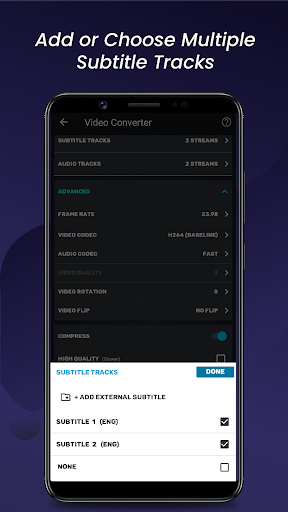 Add or Choose Multiple
Subtitle Tracks
Video Converter
SUBTITLE TRACKS 2 STREAMS
AUDIO TRACKS 2 STREAMS
ADVANCED
FRAME RATE 23.98
VIDEO CODEC H264 (BASELINE)
AUDIO CODEC FAST
VIDEO QUALITY
VIDEO ROTATION 0
VIDEO FLIP NO FLIP
COMPRESS
HIGH QUALITY (Slower)
SUBTITLE TRACKS DONE
+ ADD EXTERNAL SUBTITLE
SUBTITLE 1 (ENG)
SUBTITLE 2 (ENG)
NONE